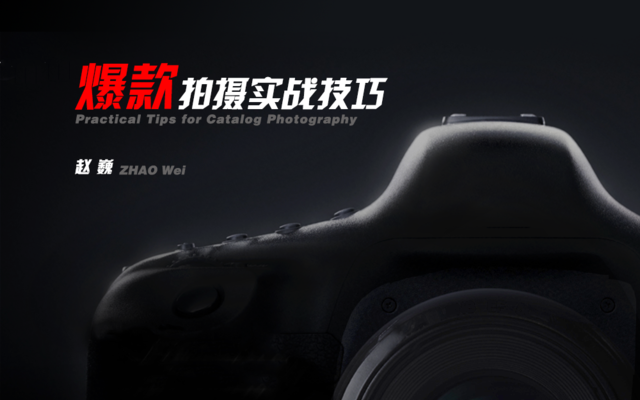 爆款拍摄实战技巧
Practical Tips for Catalog Photography
赵 巍 ZHAO Wei